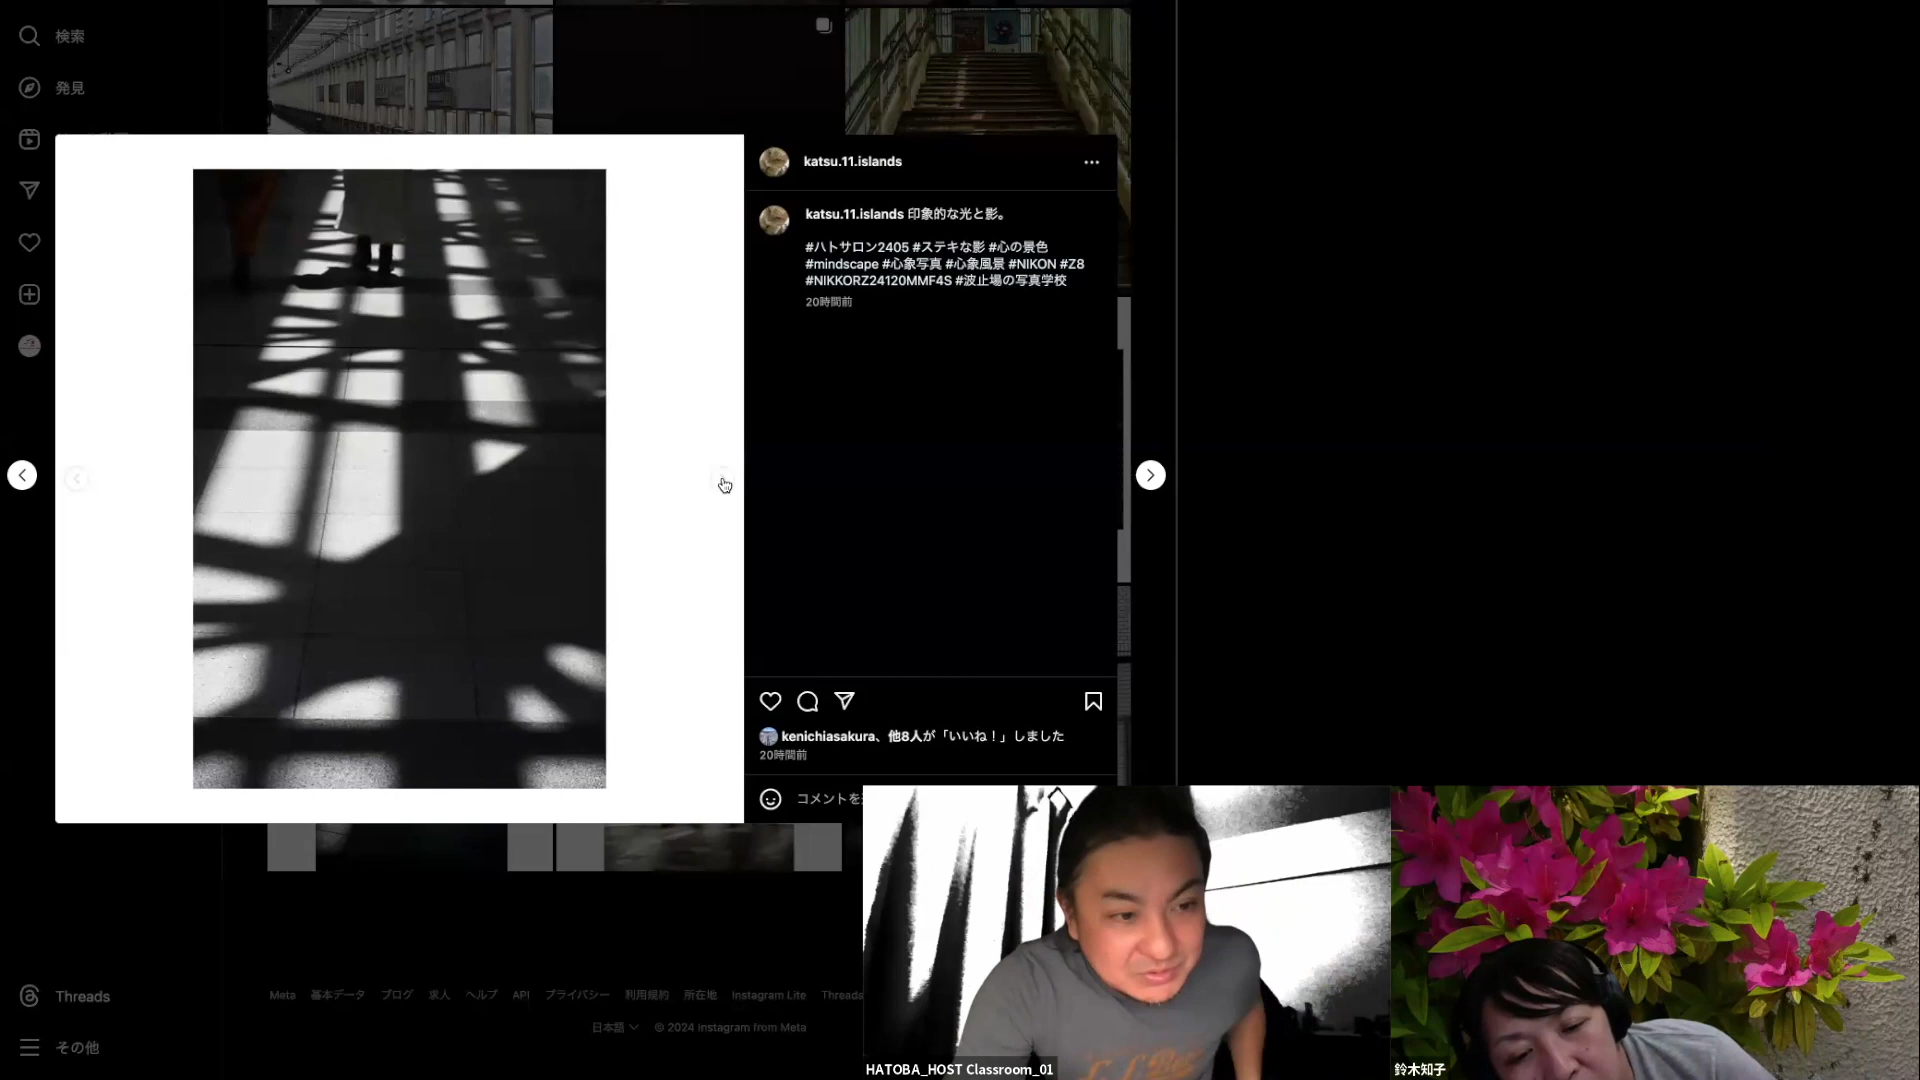 検索
発見
katsu.11.islands
katsu.11.islands 印象的な光と影。
#ハトサロン2405 #ステキな影 #心の景色
#mindscape #心象写真 #心象風景 #NIKON #Z8
#NIKKORZ24120MMF4S #波止場の写真学校
20時間前
kenichiasakura、他8人が「いいね！」しました
20時間前
コメントを
Threads
その他
Meta 基本データ ブログ 求人 ヘルプ API プライバシー 利用規約 所在地 Instagram Lite Threads
日本語 © 2024 Instagram from Meta
HATOBA_HOST Classroom_01
鈴木知子